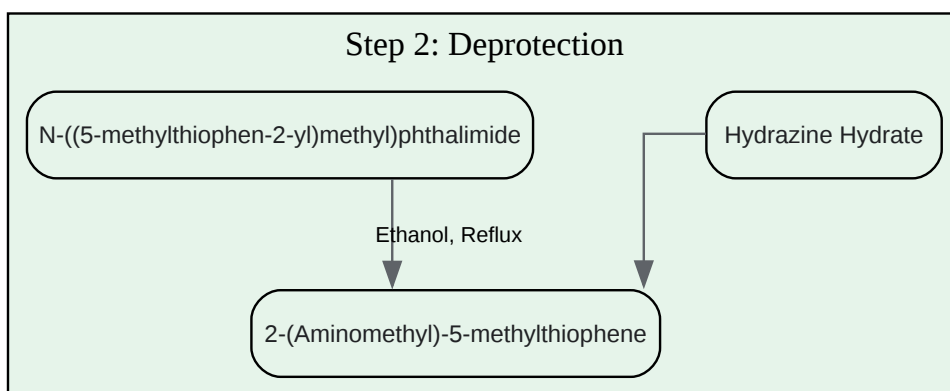 Step 2: Deprotection
N-((5-methylthiophen-2-yl)methyl)phthalimide
Hydrazine Hydrate
Ethanol, Reflux
2-(Aminomethyl)-5-methylthiophene